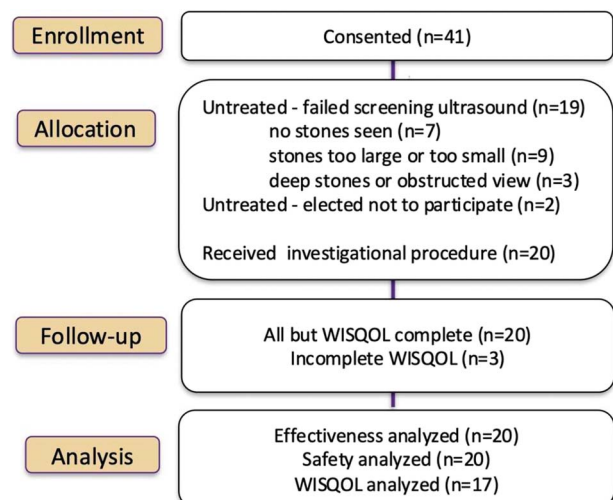 Enrollment
Consented (n=41)
Allocation
Untreated - failed screening ultrasound (n=19)
no stones seen (n=7)
stones too large or too small (n=9)
deep stones or obstructed view (n=3)
Untreated - elected not to participate (n=2)
Received investigational procedure (n=20)
Follow-up
All but WISQOL complete (n=20)
Incomplete WISQOL (n=3)
Analysis
Effectiveness analyzed (n=20)
Safety analyzed (n=20)
WISQOL analyzed (n=17)